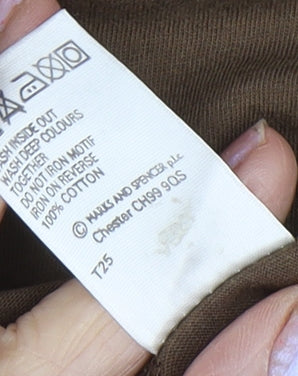 WASH INSIDE OUT
WASH DEEP COLOURS
TOGETHER
DO NOT IRON MOTIF
IRON ON REVERSE
100% COTTON
© MARKS AND SPENCER p.l.c.
Chester CH99 9QS
T25